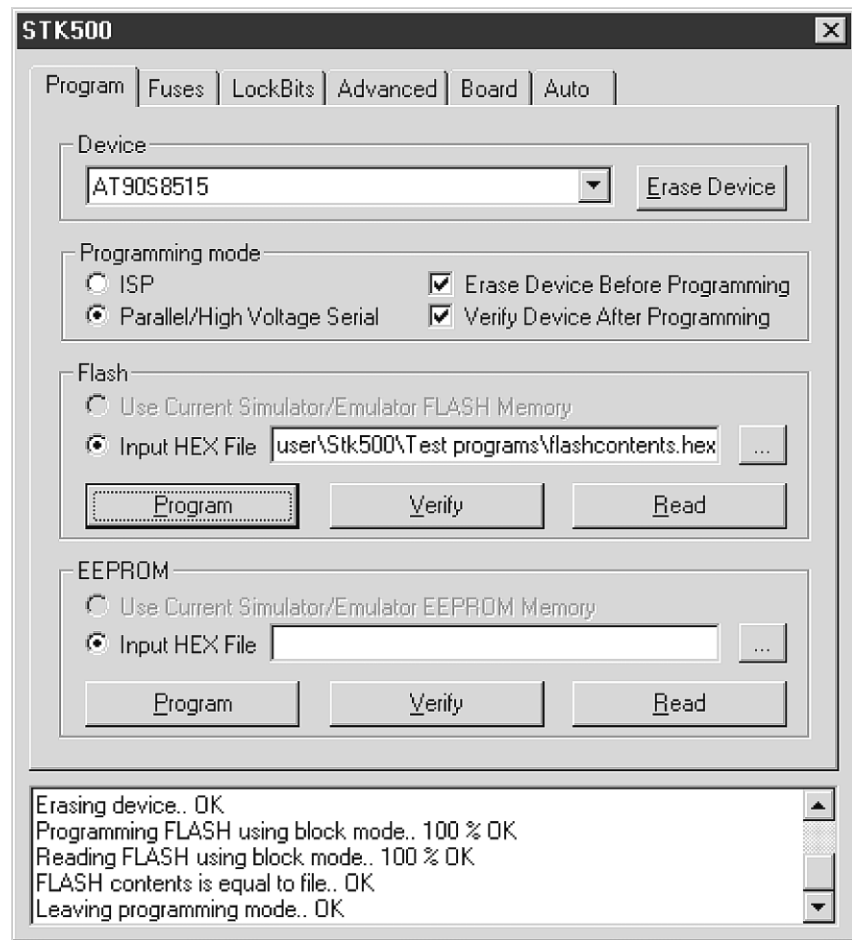 STK500
Program Fuses LockBits Advanced Board Auto
Device
AT90S8515 Erase Device
Programming mode
ISP Erase Device Before Programming
Parallel/High Voltage Serial Verify Device After Programming
Flash
Use Current Simulator/Emulator FLASH Memory
Input HEX File user\Stk500\Test programs\flashcontents.hex ...
Program Verify Read
EEPROM
Use Current Simulator/Emulator EEPROM Memory
Input HEX File ...
Program Verify Read
Erasing device.. OK
Programming FLASH using block mode.. 100 % OK
Reading FLASH using block mode.. 100 % OK
FLASH contents is equal to file.. OK
Leaving programming mode.. OK